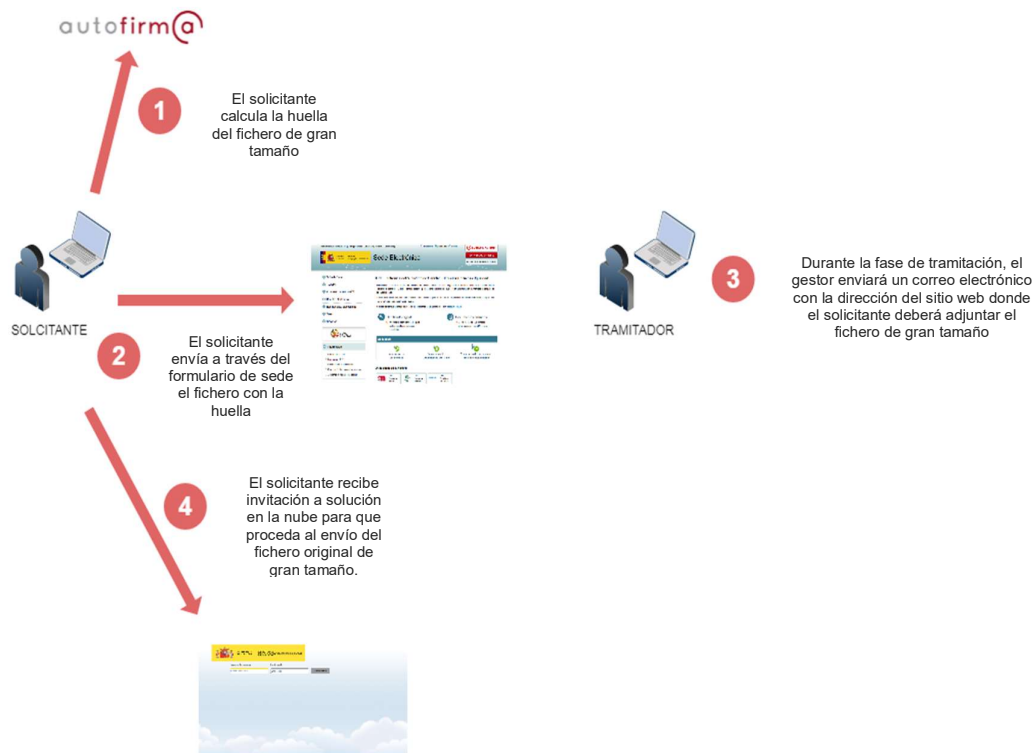 autofirm@
1
El solicitante
calcula la huella
del fichero de gran
tamaño
SOLCITANTE
2
El solicitante
envía a través del
formulario de sede
el fichero con la
huella
Sede Electrónica
TRAMITADOR
3
Durante la fase de tramitación, el
gestor enviará un correo electrónico
con la dirección del sitio web donde
el solicitante deberá adjuntar el
fichero de gran tamaño
4
El solicitante recibe
invitación a solución
en la nube para que
proceda al envío del
fichero original de
gran tamaño.